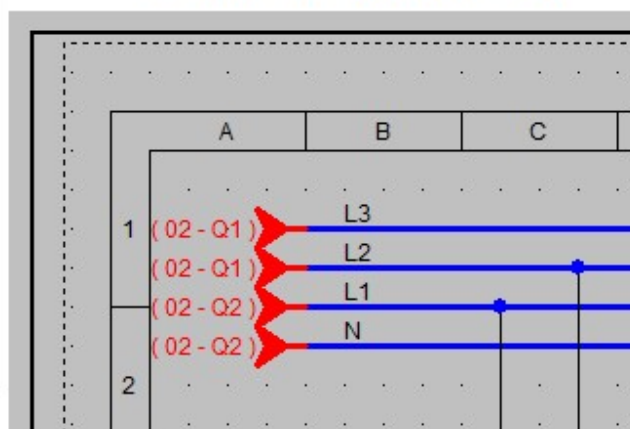 A B C
L3
1 ( 02 - Q1 )
L2
( 02 - Q1 )
L1
( 02 - Q2 )
N
( 02 - Q2 )
2